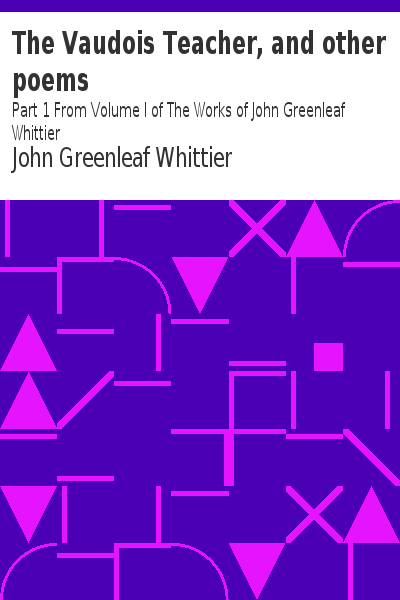 The Vaudois Teacher, and other
poems
Part 1 From Volume I of The Works of John Greenleaf
Whittier
John Greenleaf Whittier